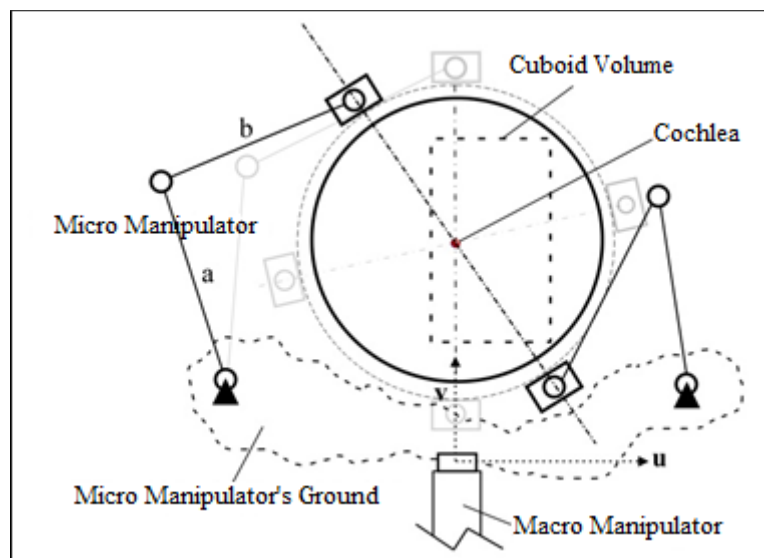 Cuboid Volume
b
Cochlea
Micro Manipulator
a
v
u
Micro Manipulator's Ground
Macro Manipulator